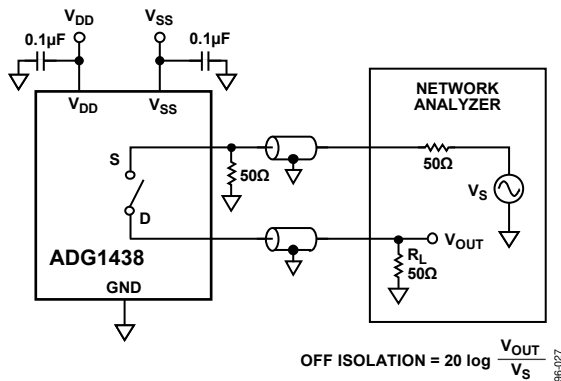 VDD
VSS
0.1µF
0.1µF
VDD
VSS
NETWORK
ANALYZER
S
50Ω
50Ω
VS
D
VOUT
ADG1438
RL
50Ω
GND
OFF ISOLATION = 20 log VOUT / VS